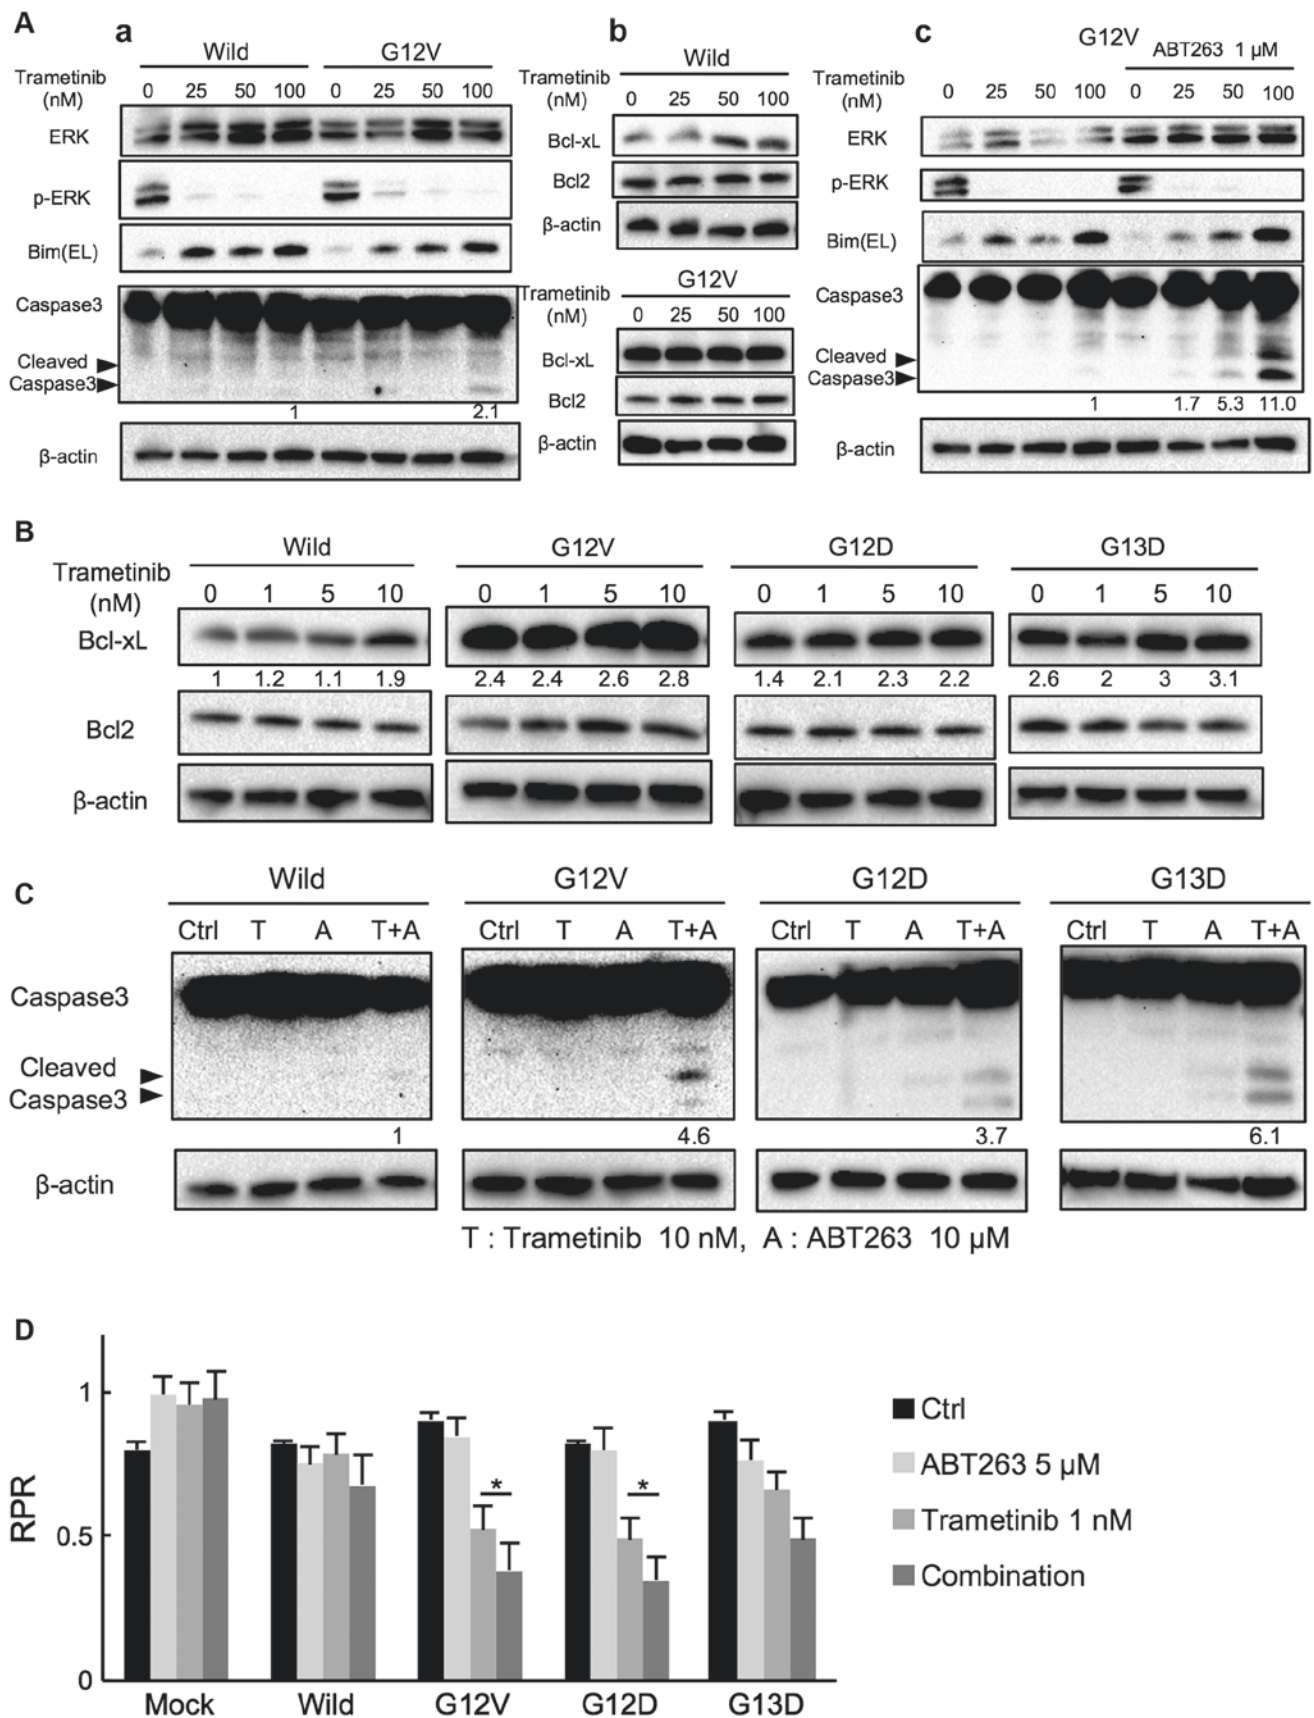 A
a
Wild G12V
Trametinib (nM) 0 25 50 100 0 25 50 100
ERK
p-ERK
Bim(EL)
Caspase3
Cleaved
Caspase3
1 2.1
β-actin
b
Wild
Trametinib (nM) 0 25 50 100
Bcl-xL
Bcl2
β-actin
G12V
Trametinib (nM) 0 25 50 100
Bcl-xL
Bcl2
β-actin
c
G12V
ABT263 1 μM
Trametinib (nM) 0 25 50 100 0 25 50 100
ERK
p-ERK
Bim(EL)
Caspase3
Cleaved
Caspase3
1 1.7 5.3 11.0
β-actin
B
Wild G12V G12D G13D
Trametinib
(nM)
0 1 5 10 0 1 5 10 0 1 5 10 0 1 5 10
Bcl-xL
1 1.2 1.1 1.9 2.4 2.4 2.6 2.8 1.4 2.1 2.3 2.2 2.6 2 3 3.1
Bcl2
β-actin
C
Wild G12V G12D G13D
Ctrl T A T+A Ctrl T A T+A Ctrl T A T+A Ctrl T A T+A
Caspase3
Cleaved
Caspase3
1 4.6 3.7 6.1
β-actin
T : Trametinib 10 nM, A : ABT263 10 μM
D
RPR
1
0.5
0
* *
Mock Wild G12V G12D G13D
Ctrl
ABT263 5 μM
Trametinib 1 nM
Combination